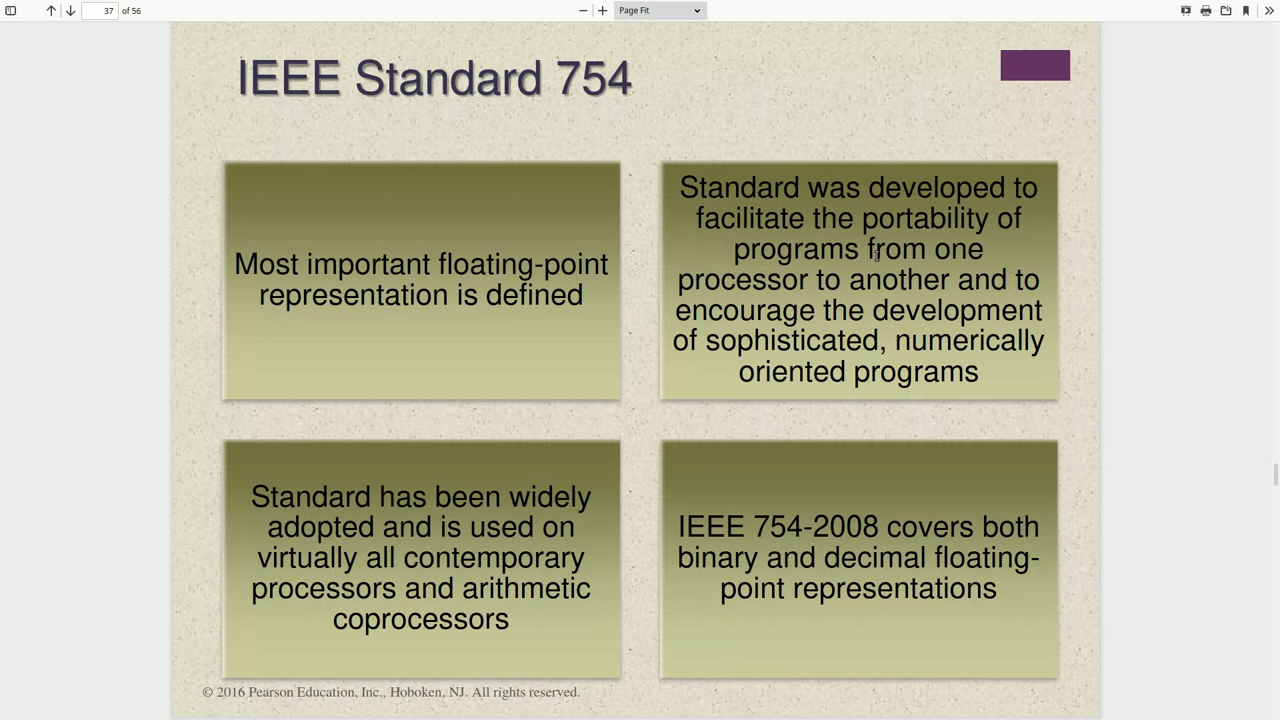 37 of 56
Page Fit
IEEE Standard 754
Most important floating-point
representation is defined
Standard was developed to
facilitate the portability of
programs from one
processor to another and to
encourage the development
of sophisticated, numerically
oriented programs
Standard has been widely
adopted and is used on
virtually all contemporary
processors and arithmetic
coprocessors
IEEE 754-2008 covers both
binary and decimal floating-
point representations
© 2016 Pearson Education, Inc., Hoboken, NJ. All rights reserved.